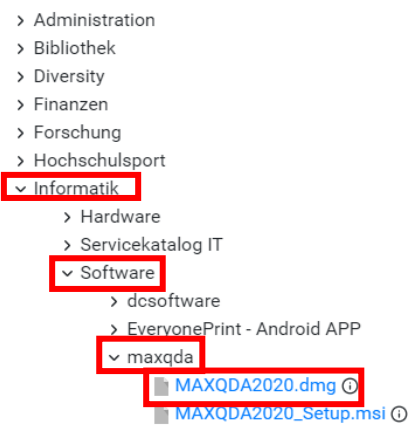 Administration
Bibliothek
Diversity
Finanzen
Forschung
Hochschulsport
Informatik
Hardware
Servicekatalog IT
Software
dcsoftware
EveryonePrint - Android APP
maxqda
MAXQDA2020.dmg
MAXQDA2020_Setup.msi